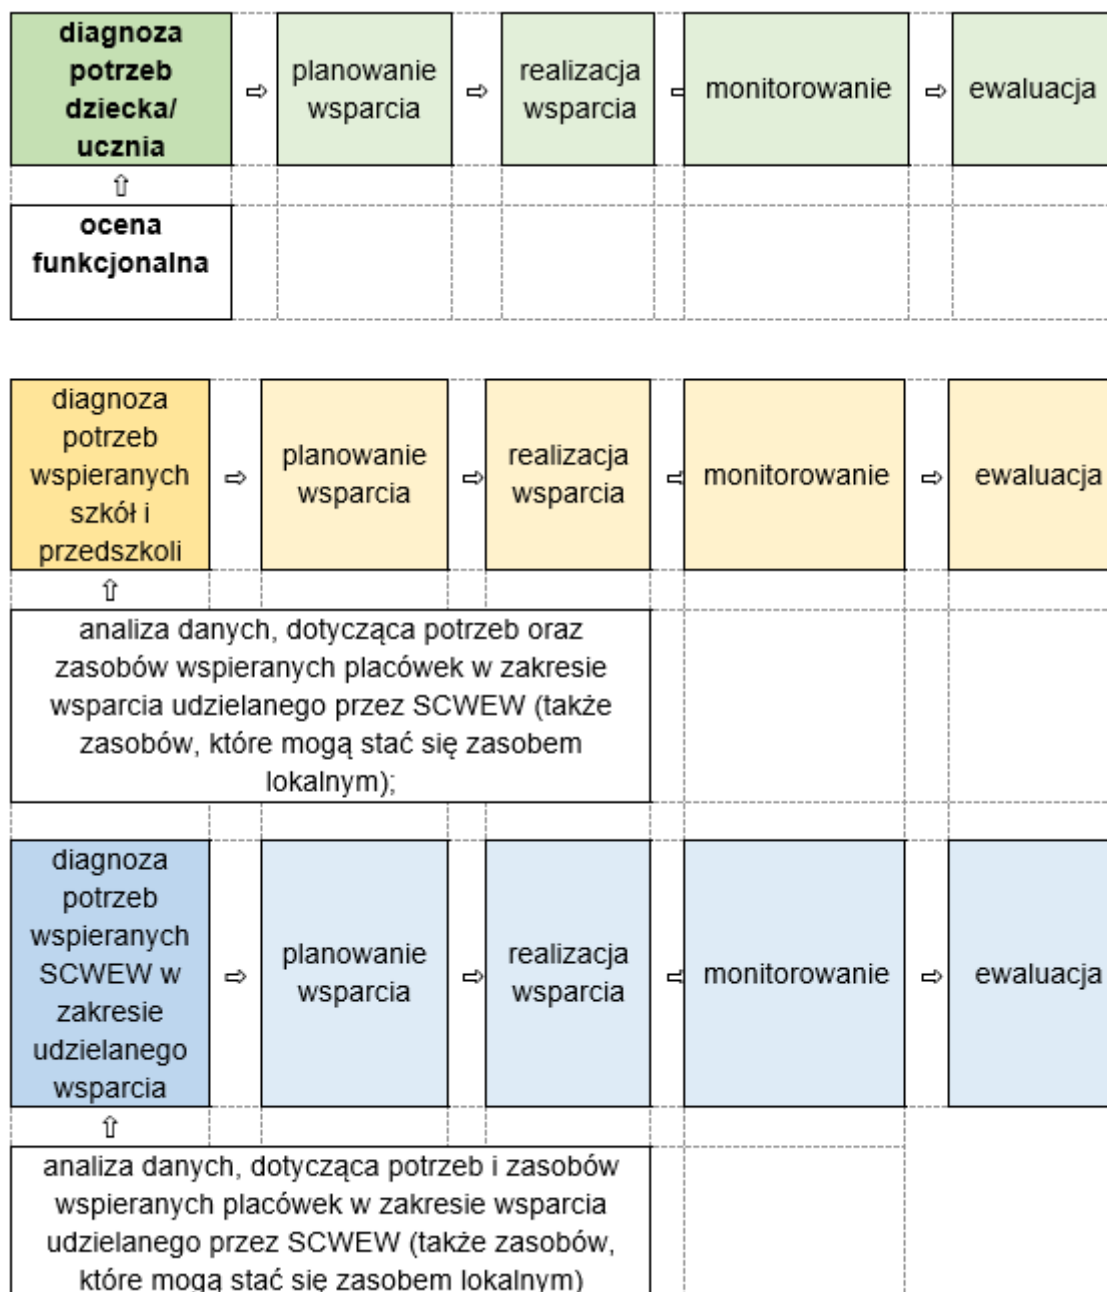 diagnoza
potrzeb
dziecka/
ucznia
⇨
planowanie
wsparcia
⇨
realizacja
wsparcia
⇨
monitorowanie
⇨
ewaluacja
⇧
ocena
funkcjonalna
diagnoza
potrzeb
wspieranych
szkół i
przedszkoli
⇨
planowanie
wsparcia
⇨
realizacja
wsparcia
⇨
monitorowanie
⇨
ewaluacja
⇧
analiza danych, dotycząca potrzeb oraz
zasobów wspieranych placówek w zakresie
wsparcia udzielanego przez SCWEW (także
zasobów, które mogą stać się zasobem
lokalnym);
diagnoza
potrzeb
wspieranych
SCWEW w
zakresie
udzielanego
wsparcia
⇨
planowanie
wsparcia
⇨
realizacja
wsparcia
⇨
monitorowanie
⇨
ewaluacja
⇧
analiza danych, dotycząca potrzeb i zasobów
wspieranych placówek w zakresie wsparcia
udzielanego przez SCWEW (także zasobów,
które mogą stać się zasobem lokalnym)